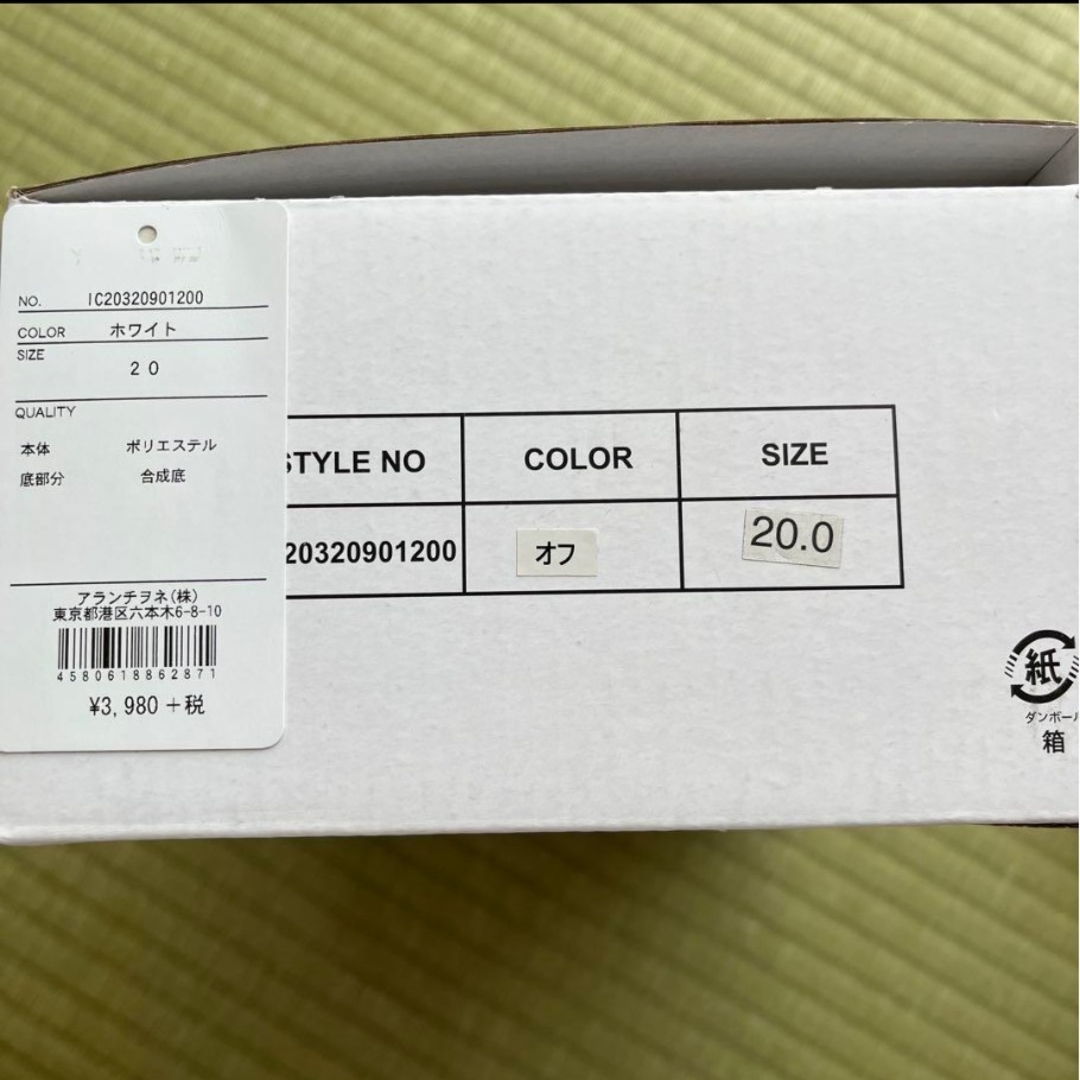 NO. IC20320901200
COLOR ホワイト
SIZE
20
QUALITY
本体 ポリエステル
底部分 合成底
アランチヲネ(株)
東京都港区六本木6-8-10
4580618862871
¥3,980+税
STYLE NO COLOR SIZE
20320901200 オフ 20.0
紙
ダンボール
箱